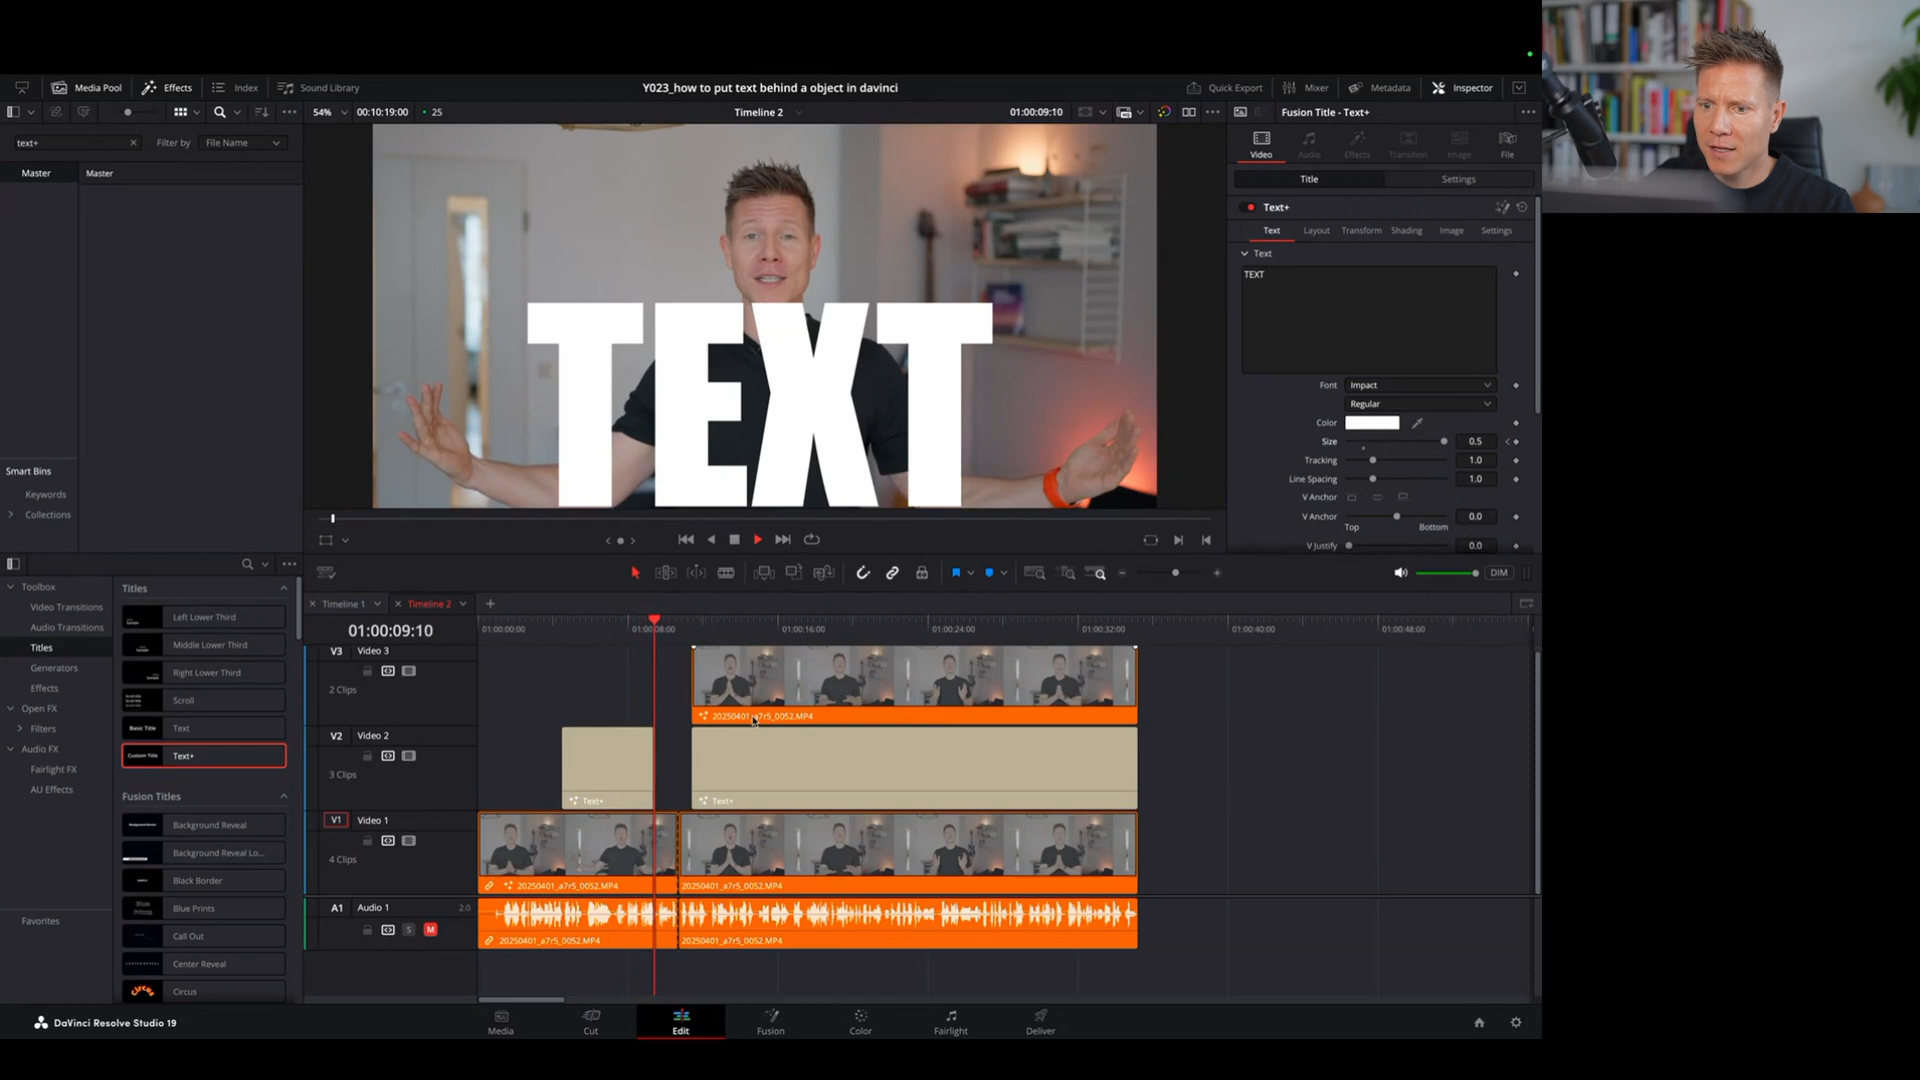 Media Pool Effects Index Sound Library Y023_how to put text behind a object in davinci Quick Export Mixer Metadata Inspector
54% 00:10:19:00 25 Timeline 2 01:00:09:10 Fusion Title - Text+
text+ Filter by File Name
Video Audio Effects Transition Image File
Master Master
Title Settings
Text+
Text Layout Transform Shading Image Settings
Text
TEXT
TEXT
Font Impact
Regular
Color
Size 0.5
Tracking 1.0
Line Spacing 1.0
V Anchor
V Anchor 0.0
Top Bottom
V Justify 0.0
Smart Bins
Keywords
Collections
DIM
Toolbox
Video Transitions
Audio Transitions
Titles
Generators
Effects
Open FX
Filters
Audio FX
Fairlight FX
AU Effects
Favorites
Titles
Left Lower Third
Middle Lower Third
Right Lower Third
Scroll
Basic Title Text
Custom Title Text+
Fusion Titles
Background Reveal
Background Reveal Lo...
Black Border
Blue Prints
Call Out
Center Reveal
Circus Circus
Timeline 1 Timeline 2
01:00:09:10
01:00:00:00 01:00:08:00 01:00:16:00 01:00:24:00 01:00:32:00 01:00:40:00 01:00:48:00
V3 Video 3
2 Clips
20250401_a7r5_0052.MP4
V2 Video 2
3 Clips
Text+ Text+
V1 Video 1
4 Clips
20250401_a7r5_0052.MP4 20250401_a7r5_0052.MP4
A1 Audio 1 2.0
S M
20250401_a7r5_0052.MP4 20250401_a7r5_0052.MP4
DaVinci Resolve Studio 19
Media Cut Edit Fusion Color Fairlight Deliver